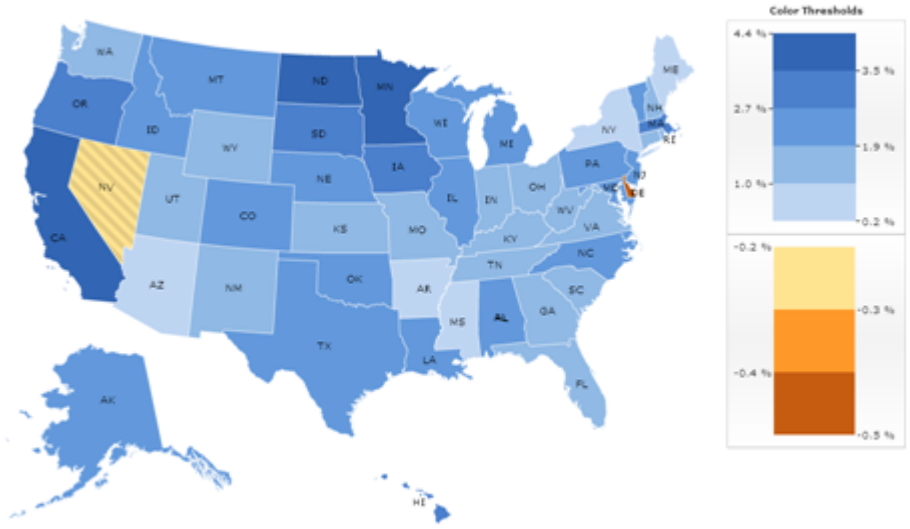 Color Thresholds
4.4 %
3.5 %
2.7 %
1.9 %
1.0 %
0.2 %
-0.2 %
-0.3 %
-0.4 %
-0.5 %
WA
MT
ND
MN
ME
OR
ID
SD
WI
MI
NY
NH
MA
RI
WY
IA
NE
PA
NJ
NV
UT
CO
IL
IN
OH
MD
DE
CA
KS
MO
KY
WV
VA
AZ
NM
OK
AR
TN
NC
SC
TX
LA
MS
AL
GA
FL
AK
HI